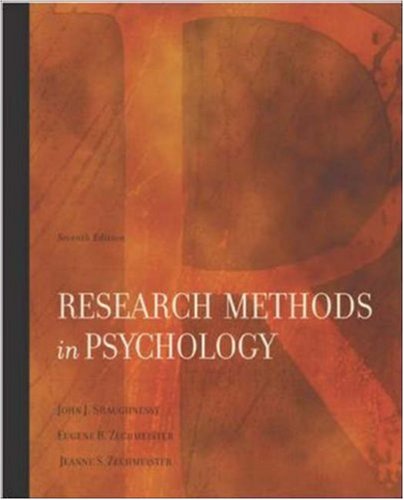 Seventh Edition
RESEARCH METHODS
in PSYCHOLOGY
JOHN J. SHAUGHNESSY
EUGENE B. ZECHMEISTER
JEANNE S. ZECHMEISTER